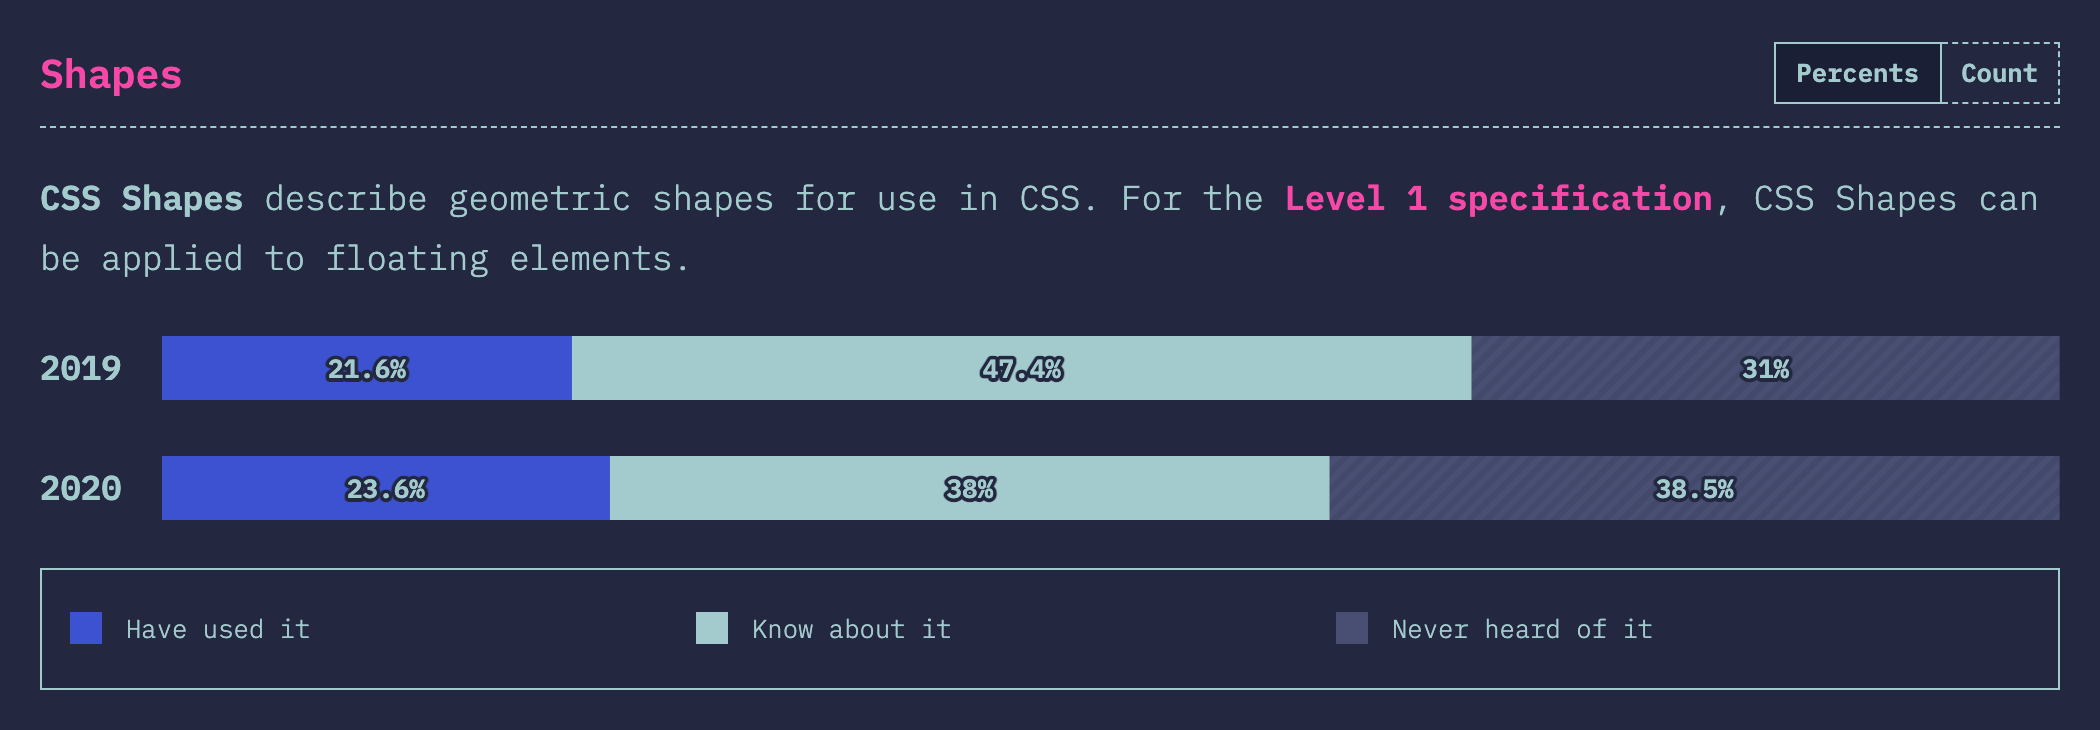 Shapes
Percents Count
CSS Shapes describe geometric shapes for use in CSS. For the Level 1 specification, CSS Shapes can
be applied to floating elements.
2019 21.6% 47.4% 31%
2020 23.6% 38% 38.5%
Have used it Know about it Never heard of it